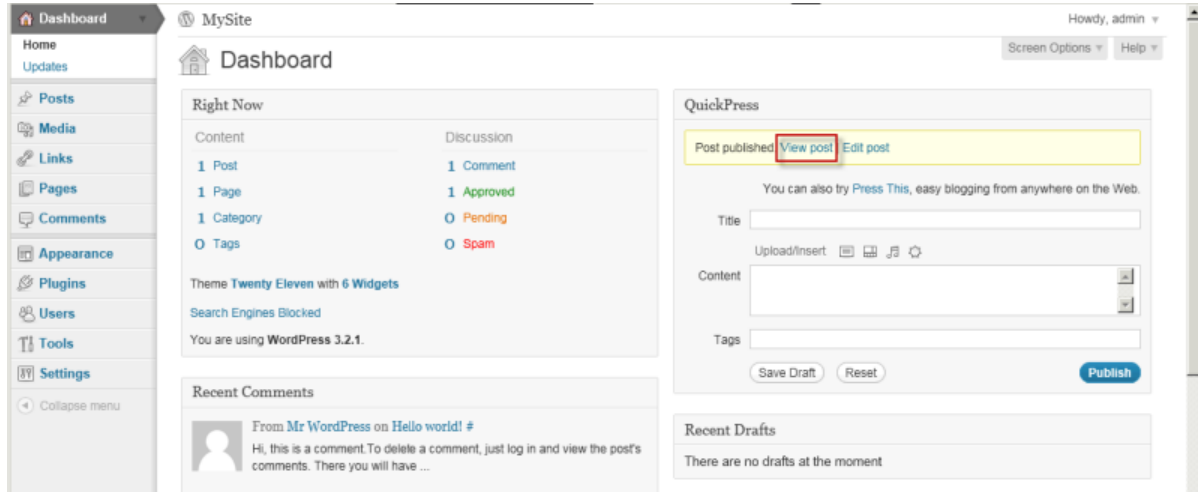 Dashboard
Home
Updates
Posts
Media
Links
Pages
Comments
Appearance
Plugins
Users
Tools
Settings
Collapse menu
MySite
Howdy, admin
Screen Options
Help
Dashboard
Right Now
Content Discussion
1 Post 1 Comment
1 Page 1 Approved
1 Category 0 Pending
0 Tags 0 Spam
Theme Twenty Eleven with 6 Widgets
Search Engines Blocked
You are using WordPress 3.2.1.
Recent Comments
From Mr WordPress on Hello world! #
Hi, this is a comment.To delete a comment, just log in and view the post's
comments. There you will have ...
QuickPress
Post published. View post | Edit post
You can also try Press This, easy blogging from anywhere on the Web.
Title
Upload/Insert
Content
Tags
Save Draft Reset Publish
Recent Drafts
There are no drafts at the moment